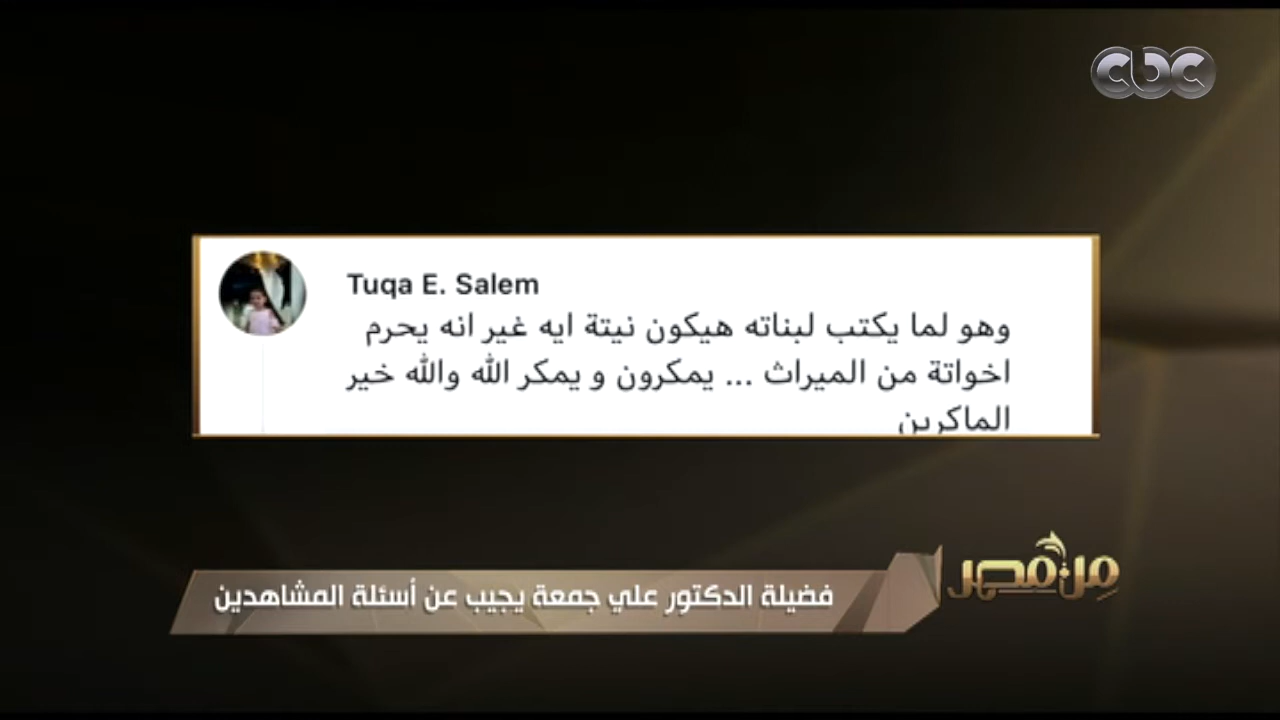 cbc
Tuqa E. Salem
وهو لما يكتب لبناته هيكون نيتة ايه غير انه يحرم
اخواتة من الميراث ... يمكرون و يمكر الله والله خير
الماكرين
من مصر
فضيلة الدكتور علي جمعة يجيب عن أسئلة المشاهدين